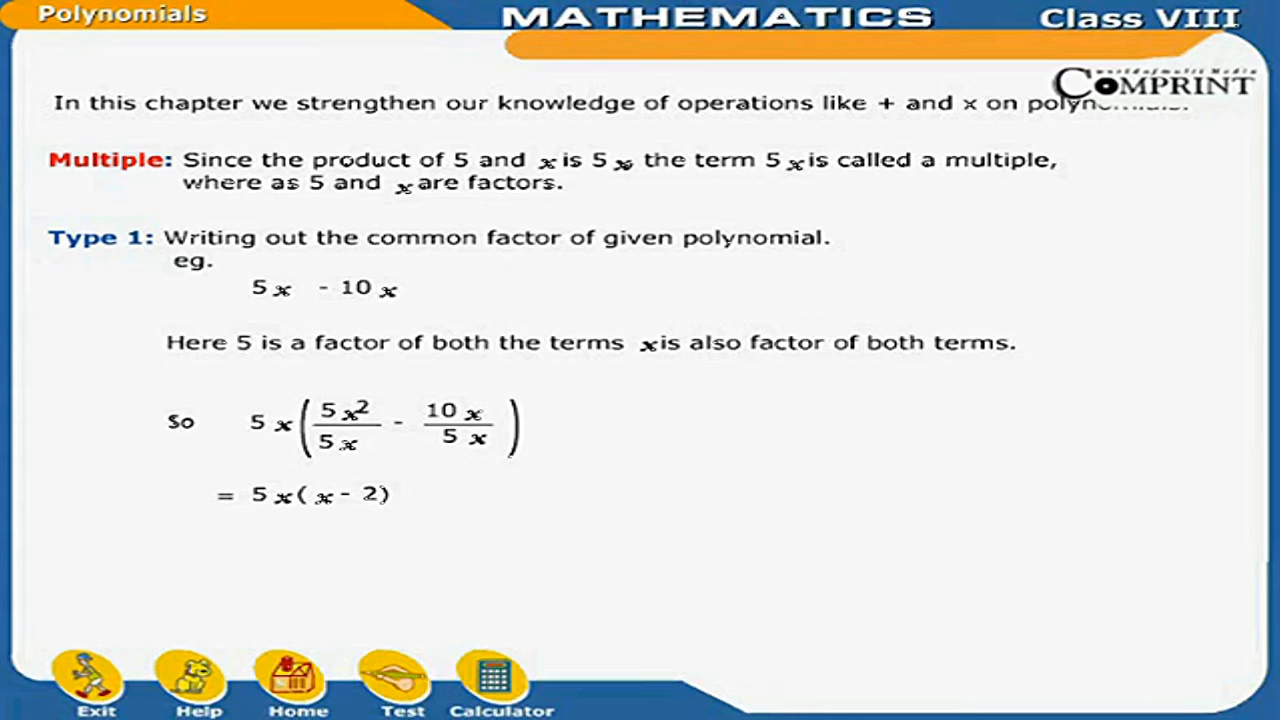 Polynomials
MATHEMATICS
Class VIII
world of multi Media
COMPRINT
In this chapter we strengthen our knowledge of operations like + and x on
Multiple: Since the product of 5 and x is 5 x, the term 5 x is called a multiple,
where as 5 and x are factors.
Type 1: Writing out the common factor of given polynomial.
eg.
5 x - 10 x
Here 5 is a factor of both the terms x is also factor of both terms.
So 5 x ( 5 x² / 5 x - 10 x / 5 x )
= 5 x ( x - 2)
Exit Help Home Test Calculator